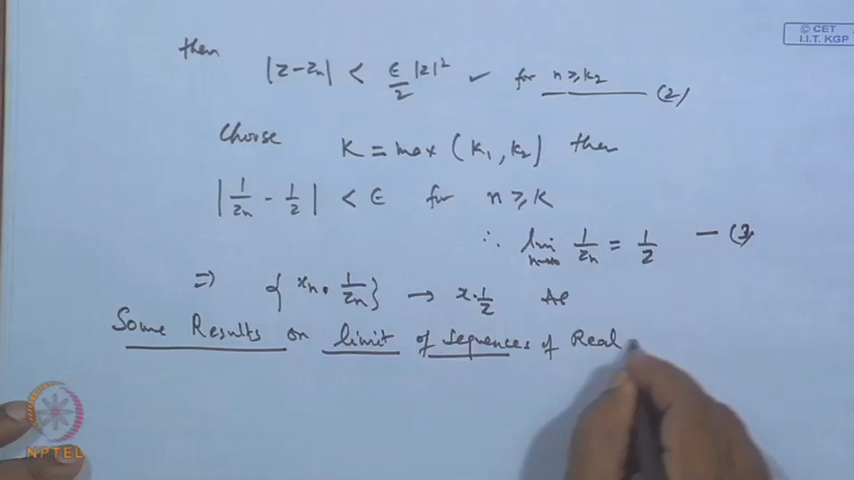 © CET
I.I.T. KGP
then
|z-zn| < ε/2 |z|² ✓ for n ≥ k2 —(2)
Choose K = max (k1, k2) then
|1/zn - 1/z| < ε for n ≥ K
∴ lim n→∞ 1/zn = 1/z —(3)
⇒ {xn · 1/zn} → x · 1/z As
Some Results on limit of sequences of Real
NPTEL